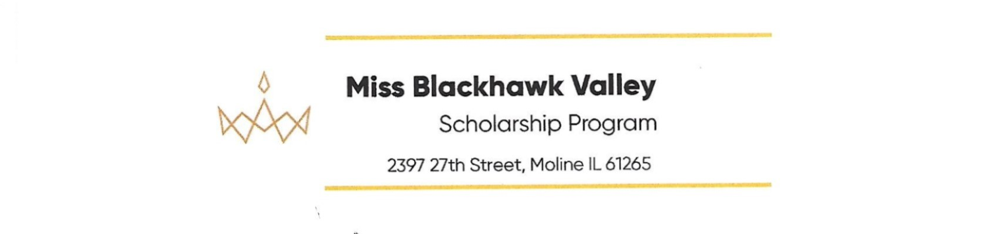 Miss Blackhawk Valley
Scholarship Program
2397 27th Street, Moline IL 61265